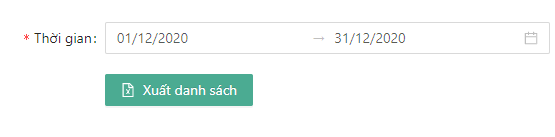 * Thời gian: 01/12/2020 → 31/12/2020
Xuất danh sách